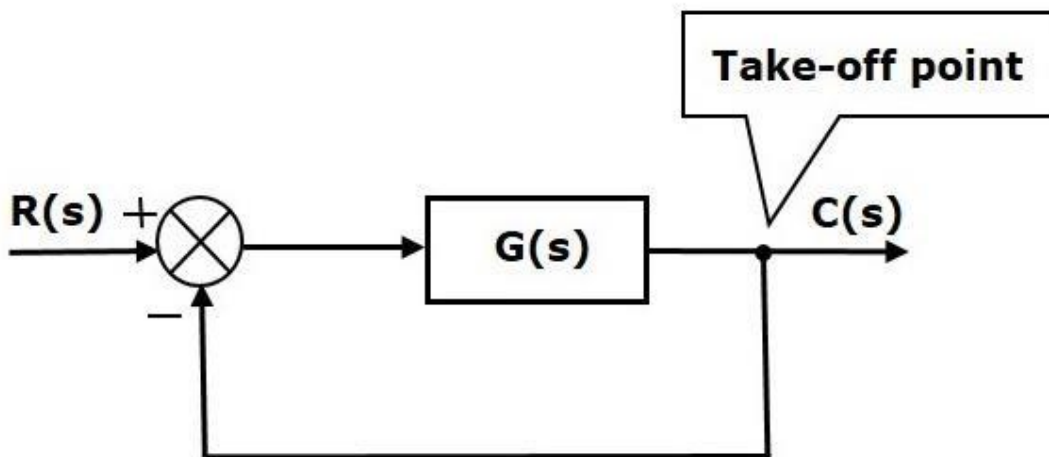 Take-off point
R(s)
+
G(s)
C(s)
−